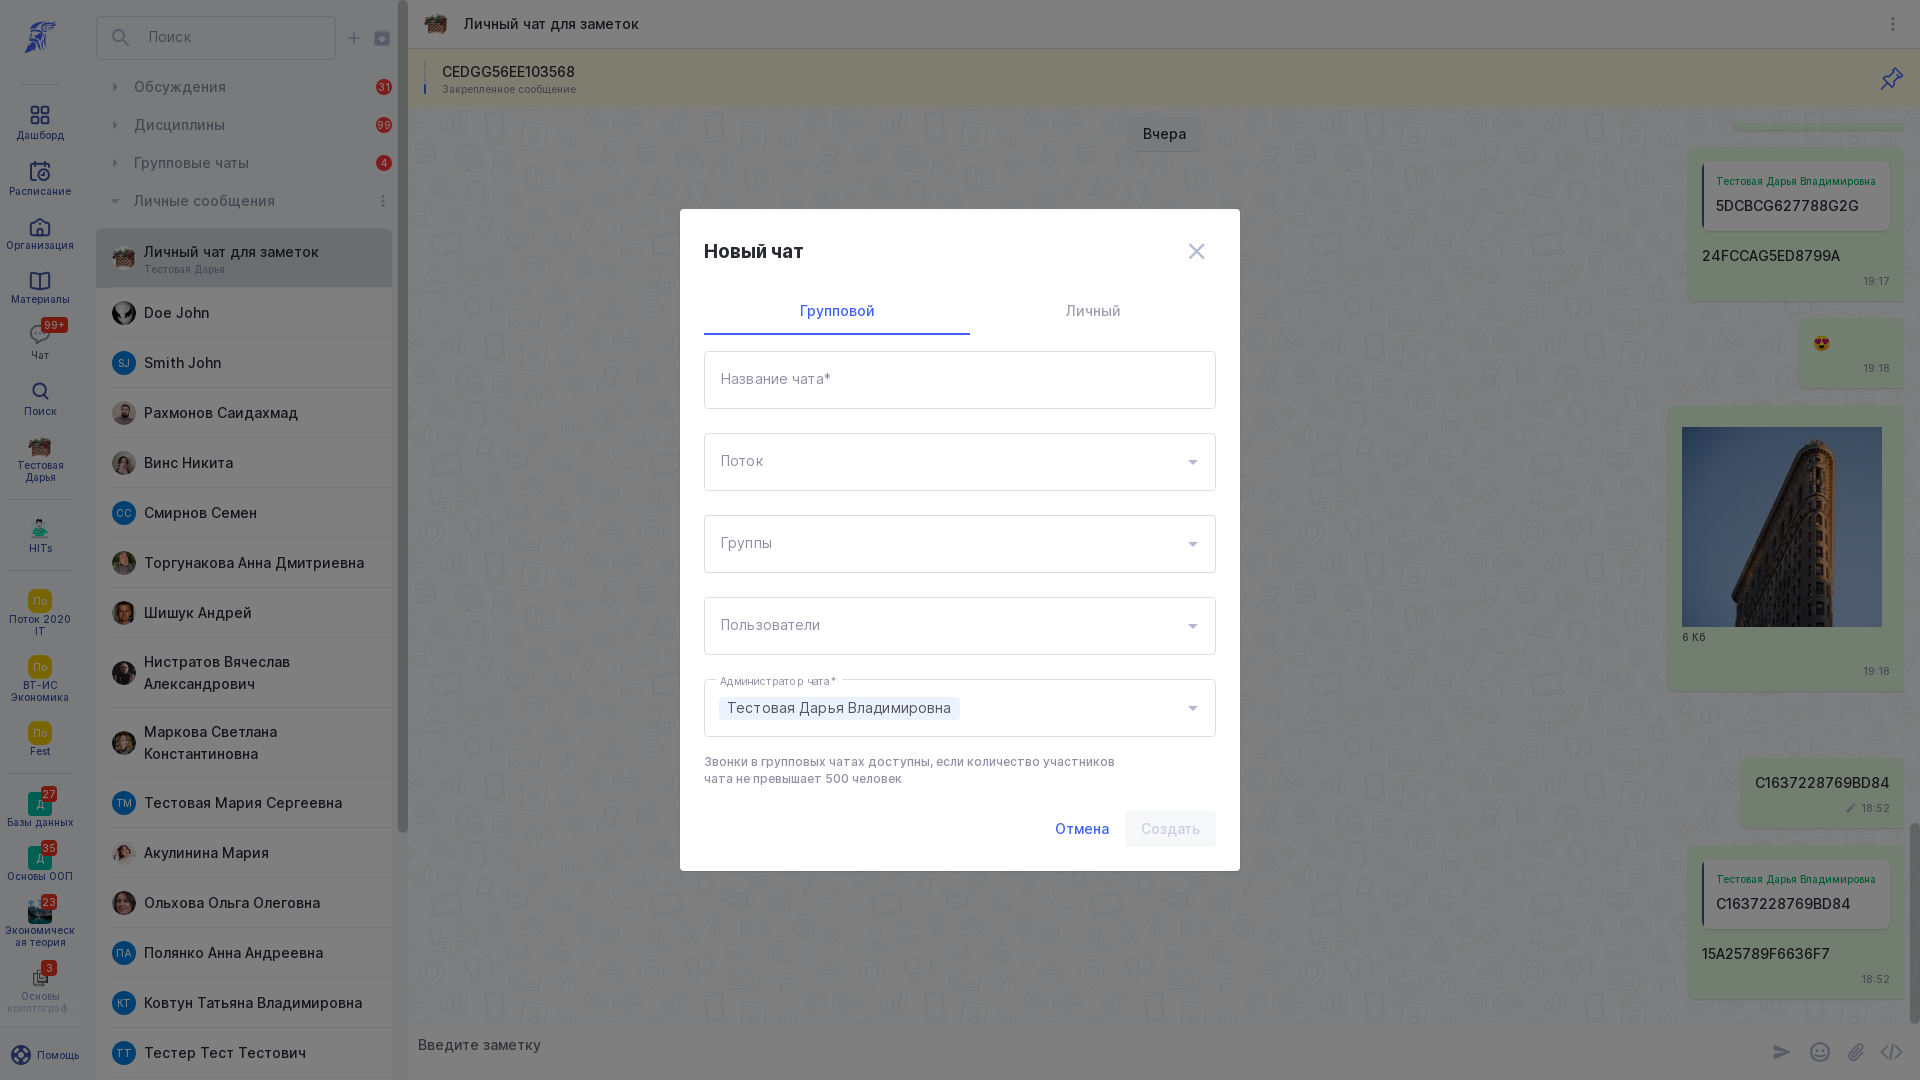 Дашборд
Расписание
Организация
Материалы
99+
Чат
Поиск
Тестовая
Дарья
HITs
По
Поток 2020
IT
По
ВТ-ИС
Экономика
По
Fest
27
Д
Базы данных
35
Д
Основы ООП
23
Экономическ
ая теория
3
Основы
криптограф...
Помощь
Поиск
Обсуждения
31
Дисциплины
99
Групповые чаты
4
Личные сообщения
Личный чат для заметок
Тестовая Дарья
Doe John
SJ
Smith John
Рахмонов Саидахмад
Винс Никита
СС
Смирнов Семен
Торгунакова Анна Дмитриевна
Шишук Андрей
Нистратов Вячеслав
Александрович
Маркова Светлана
Константиновна
ТМ
Тестовая Мария Сергеевна
Акулинина Мария
Ольхова Ольга Олеговна
ПА
Полянко Анна Андреевна
КТ
Ковтун Татьяна Владимировна
ТТ
Тестер Тест Тестович
Личный чат для заметок
CEDGG56EE103568
Закрепленное сообщение
Вчера
Тестовая Дарья Владимировна
5DCBCG627788G2G
24FCCAG5ED8799A
19:17
19:18
6 Кб
19:18
C1637228769BD84
18:52
Тестовая Дарья Владимировна
C1637228769BD84
15A25789F6636F7
18:52
Введите заметку
Новый чат
Групповой
Личный
Название чата*
Поток
Группы
Пользователи
Администратор чата*
Тестовая Дарья Владимировна
Звонки в групповых чатах доступны, если количество участников
чата не превышает 500 человек
Отмена
Создать